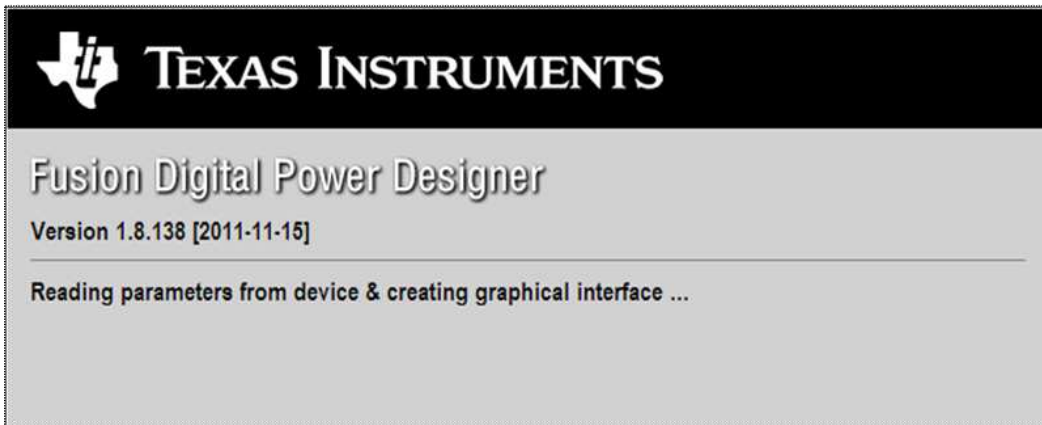 TEXAS INSTRUMENTS
Fusion Digital Power Designer
Version 1.8.138 [2011-11-15]
Reading parameters from device & creating graphical interface ...